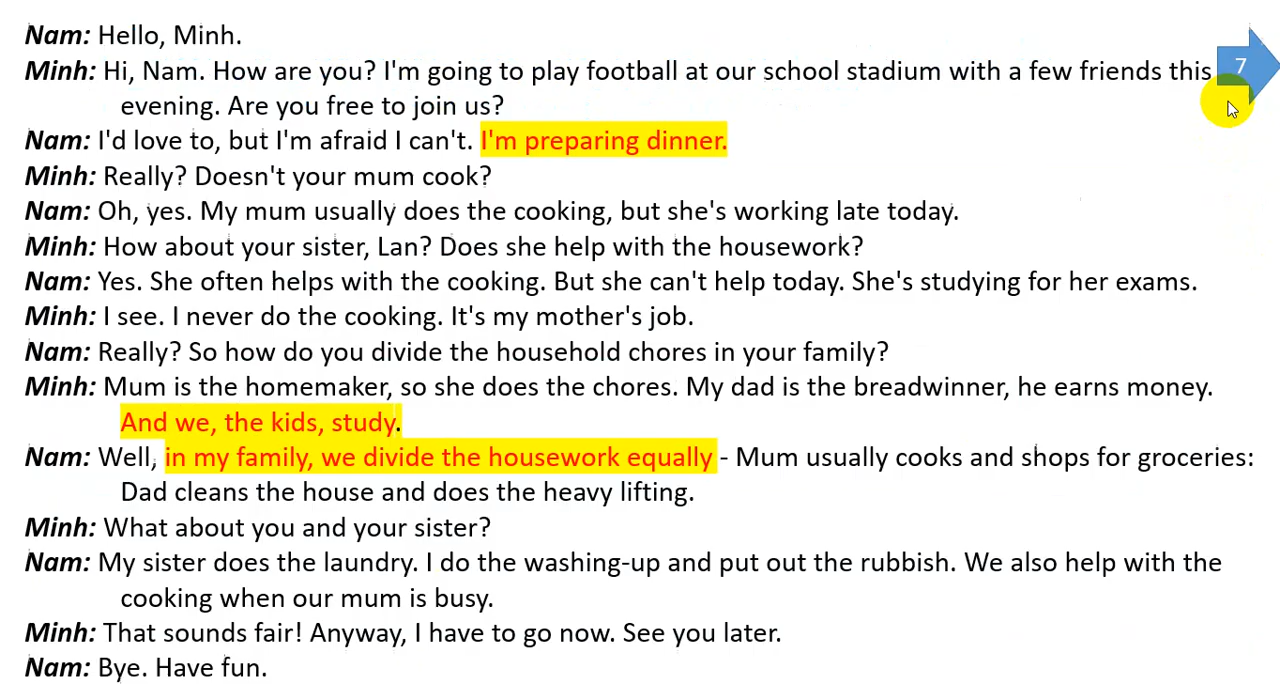 Nam: Hello, Minh.
Minh: Hi, Nam. How are you? I'm going to play football at our school stadium with a few friends this
7
evening. Are you free to join us?
Nam: I'd love to, but I'm afraid I can't. I'm preparing dinner.
Minh: Really? Doesn't your mum cook?
Nam: Oh, yes. My mum usually does the cooking, but she's working late today.
Minh: How about your sister, Lan? Does she help with the housework?
Nam: Yes. She often helps with the cooking. But she can't help today. She's studying for her exams.
Minh: I see. I never do the cooking. It's my mother's job.
Nam: Really? So how do you divide the household chores in your family?
Minh: Mum is the homemaker, so she does the chores. My dad is the breadwinner, he earns money.
And we, the kids, study.
Nam: Well, in my family, we divide the housework equally - Mum usually cooks and shops for groceries:
Dad cleans the house and does the heavy lifting.
Minh: What about you and your sister?
Nam: My sister does the laundry. I do the washing-up and put out the rubbish. We also help with the
cooking when our mum is busy.
Minh: That sounds fair! Anyway, I have to go now. See you later.
Nam: Bye. Have fun.